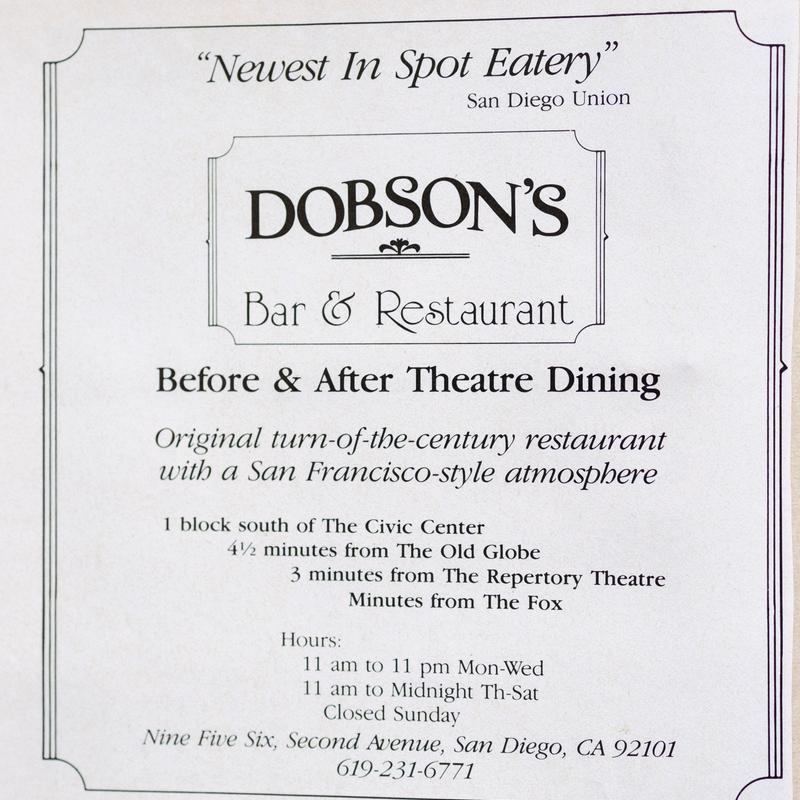 “Newest In Spot Eatery”
San Diego Union
DOBSON'S
Bar & Restaurant
Before & After Theatre Dining
Original turn-of-the-century restaurant
with a San Francisco-style atmosphere
1 block south of The Civic Center
4½ minutes from The Old Globe
3 minutes from The Repertory Theatre
Minutes from The Fox
Hours:
11 am to 11 pm Mon-Wed
11 am to Midnight Th-Sat
Closed Sunday
Nine Five Six, Second Avenue, San Diego, CA 92101
619-231-6771